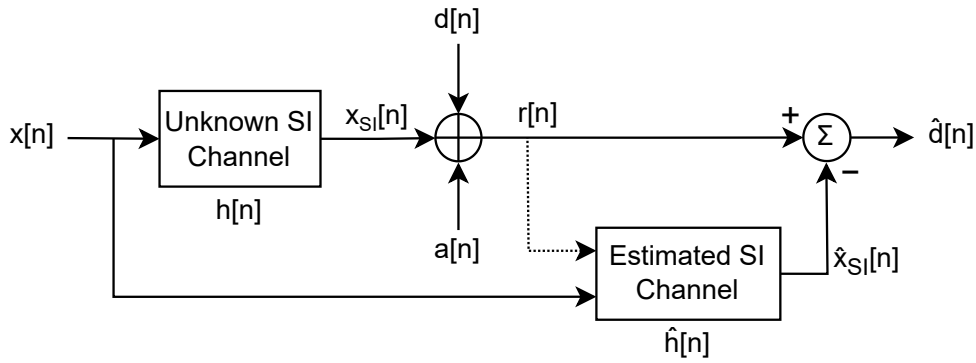 d[n]
x[n]
Unknown SI
Channel
h[n]
x_SI[n]
r[n]
a[n]
+
Σ
−
d̂[n]
Estimated SI
Channel
ĥ[n]
x̂_SI[n]